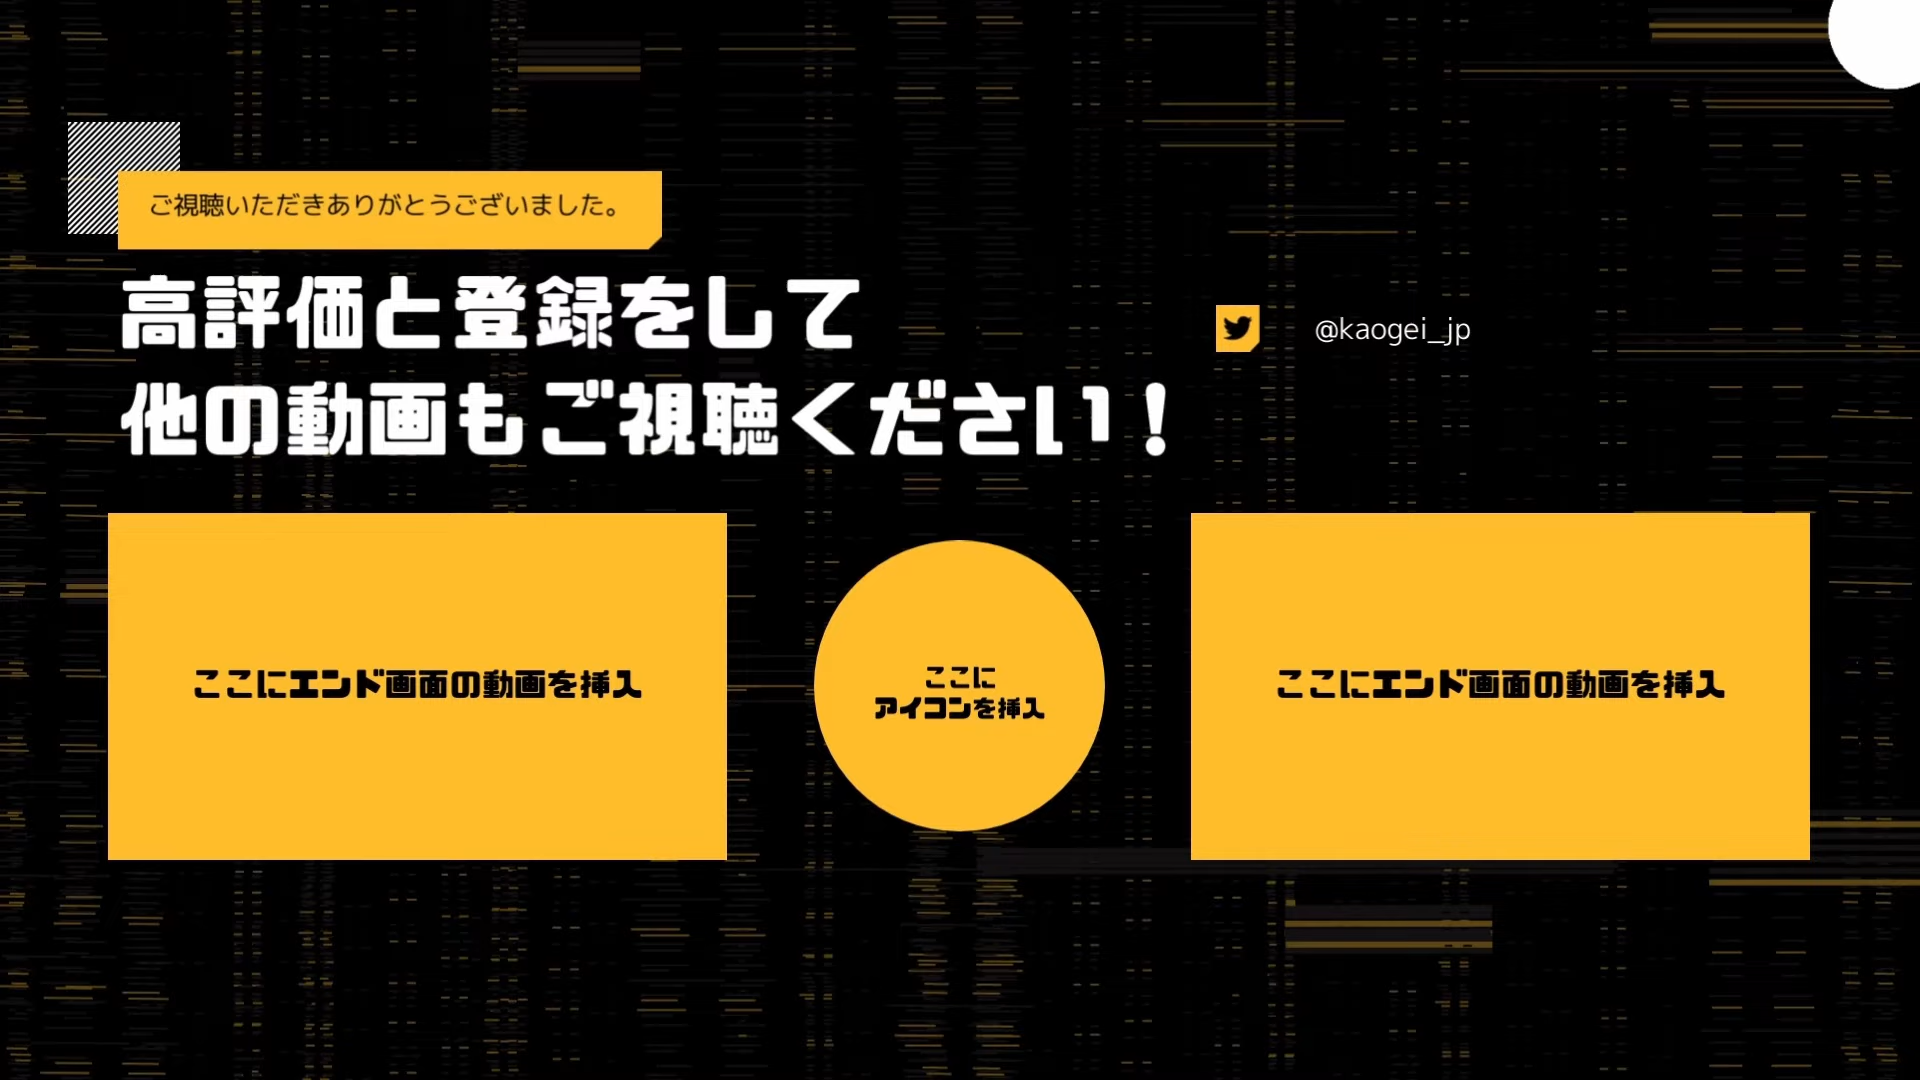 ご視聴いただきありがとうございました。
高評価と登録をして
他の動画もご視聴ください！
@kaogei_jp
ここにエンド画面の動画を挿入
ここに
アイコンを挿入
ここにエンド画面の動画を挿入